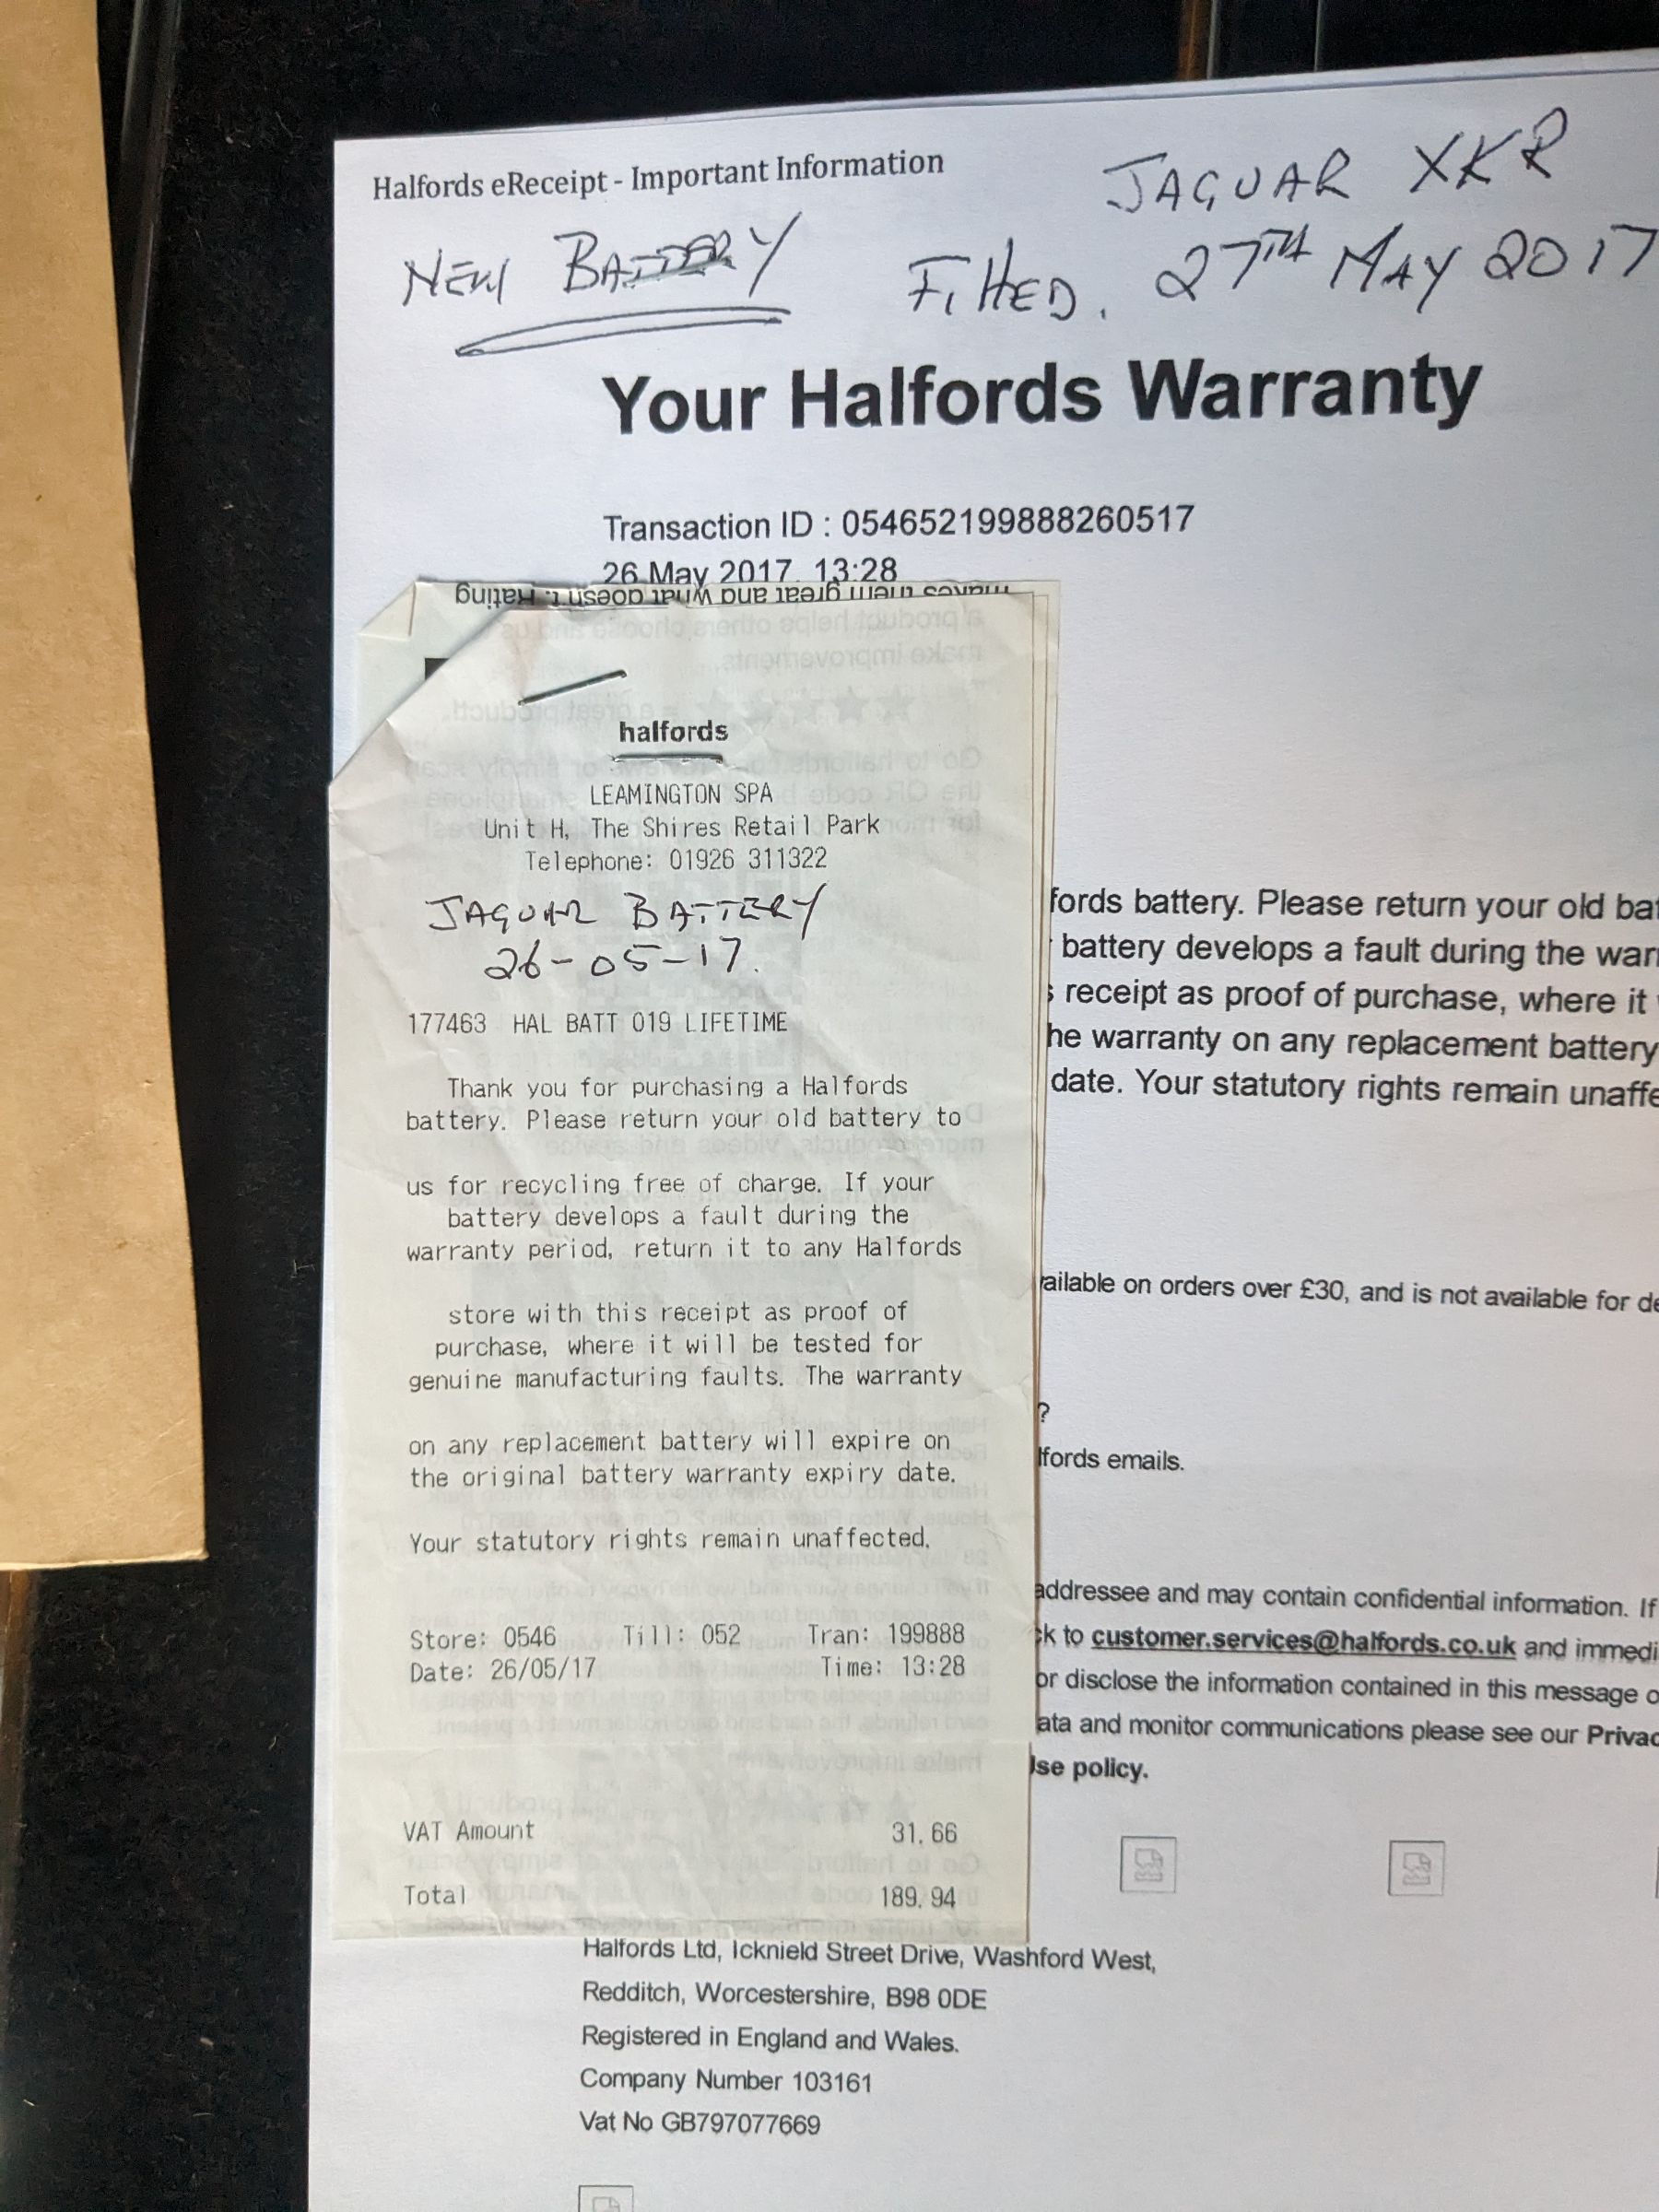 Halfords eReceipt - Important Information
JAGUAR XKR
NEW BATTERY
FITTED. 27TH MAY 2017
Your Halfords Warranty
Transaction ID : 054652199888260517
26 May 2017, 13:28
makes them great and what doesn't. Rating
halfords
LEAMINGTON SPA
Unit H, The Shires Retail Park
Telephone: 01926 311322
JAGUAR BATTERY
26-05-17.
177463 HAL BATT 019 LIFETIME
Thank you for purchasing a Halfords
battery. Please return your old battery to
us for recycling free of charge. If your
battery develops a fault during the
warranty period, return it to any Halfords
store with this receipt as proof of
purchase, where it will be tested for
genuine manufacturing faults. The warranty
on any replacement battery will expire on
the original battery warranty expiry date.
Your statutory rights remain unaffected.
Store: 0546 Till: 052 Tran: 199888
Date: 26/05/17 Time: 13:28
VAT Amount 31.66
Total 189.94
fords battery. Please return your old bat
battery develops a fault during the warr
s receipt as proof of purchase, where it
he warranty on any replacement battery
date. Your statutory rights remain unaffe
ailable on orders over £30, and is not available for de
?
lfords emails.
addressee and may contain confidential information. If
ck to customer.services@halfords.co.uk and immedi
or disclose the information contained in this message o
ata and monitor communications please see our Privac
Use policy.
Halfords Ltd, Icknield Street Drive, Washford West,
Redditch, Worcestershire, B98 0DE
Registered in England and Wales.
Company Number 103161
Vat No GB797077669